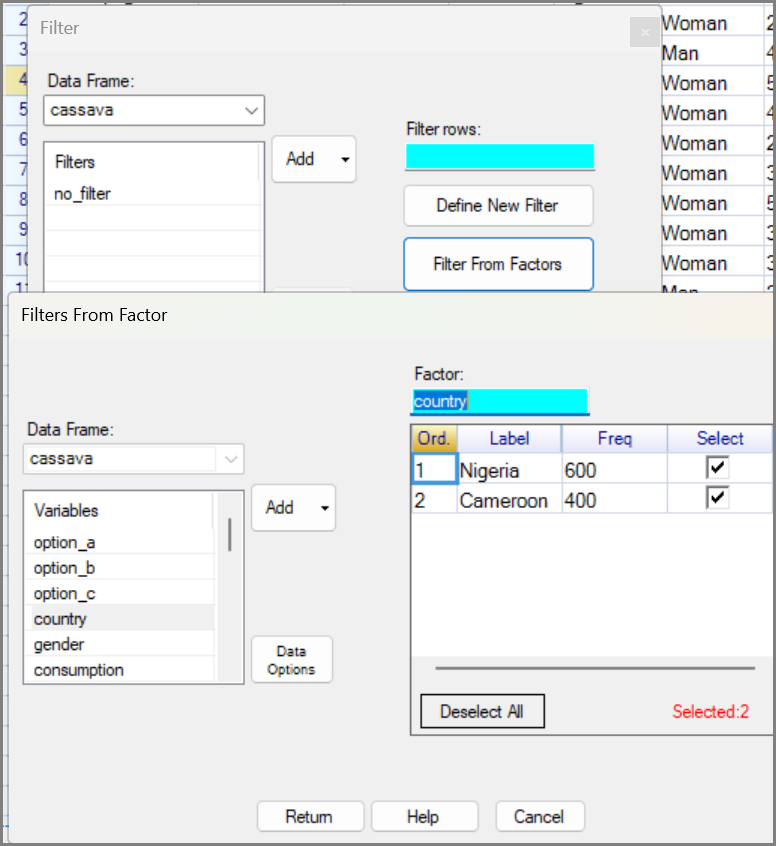 Filter
Data Frame:
cassava
Filters
no_filter
Add
Filter rows:
Define New Filter
Filter From Factors
2
3
4
5
6
7
8
9
10
11
Woman
Man
Woman
Woman
Woman
Woman
Woman
Woman
Woman
Man
Filters From Factor
Data Frame:
cassava
Variables
option_a
option_b
option_c
country
gender
consumption
Add
Data
Options
Factor:
country
Ord. Label Freq Select
1 Nigeria 600
2 Cameroon 400
Deselect All
Selected:2
Return Help Cancel